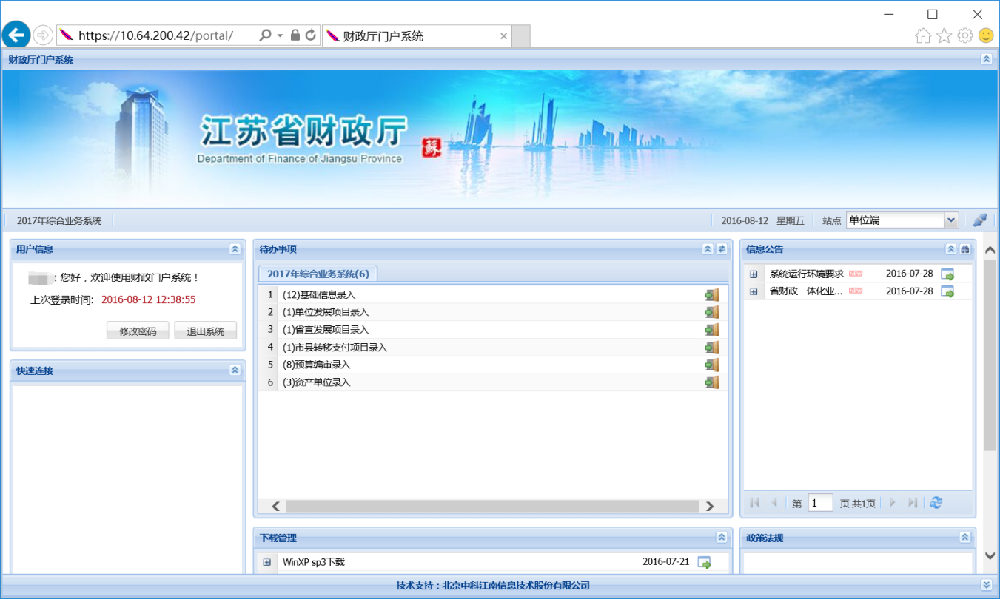 https://10.64.200.42/portal/
财政厅门户系统
财政厅门户系统
江苏省财政厅
蘇
Department of Finance of Jiangsu Province
2017年综合业务系统
2016-08-12 星期五
站点 单位端
用户信息
: 您好，欢迎使用财政门户系统！
上次登录时间: 2016-08-12 12:38:55
修改密码 退出系统
快速连接
待办事项
2017年综合业务系统(6)
1 (12)基础信息录入
2 (1)单位发展项目录入
3 (1)省直发展项目录入
4 (1)市县转移支付项目录入
5 (8)预算编审录入
6 (3)资产单位录入
信息公告
系统运行环境要求 NEW 2016-07-28
省财政一体化业... NEW 2016-07-28
第 1 页 共1页
下载管理
WinXP sp3下载 2016-07-21
政策法规
技术支持：北京中科江南信息技术股份有限公司